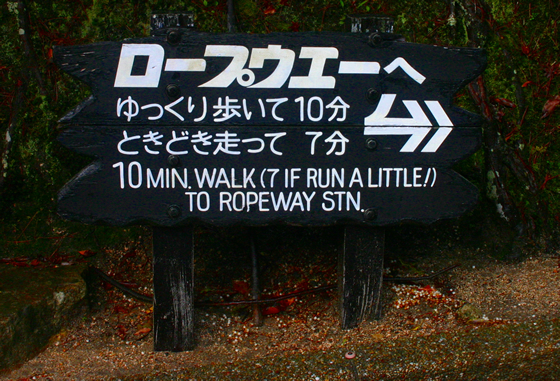 ロープウエーへ
ゆっくり歩いて 10分
ときどき走って 7分
10 MIN. WALK (7 IF RUN A LITTLE!)
TO ROPEWAY STN.